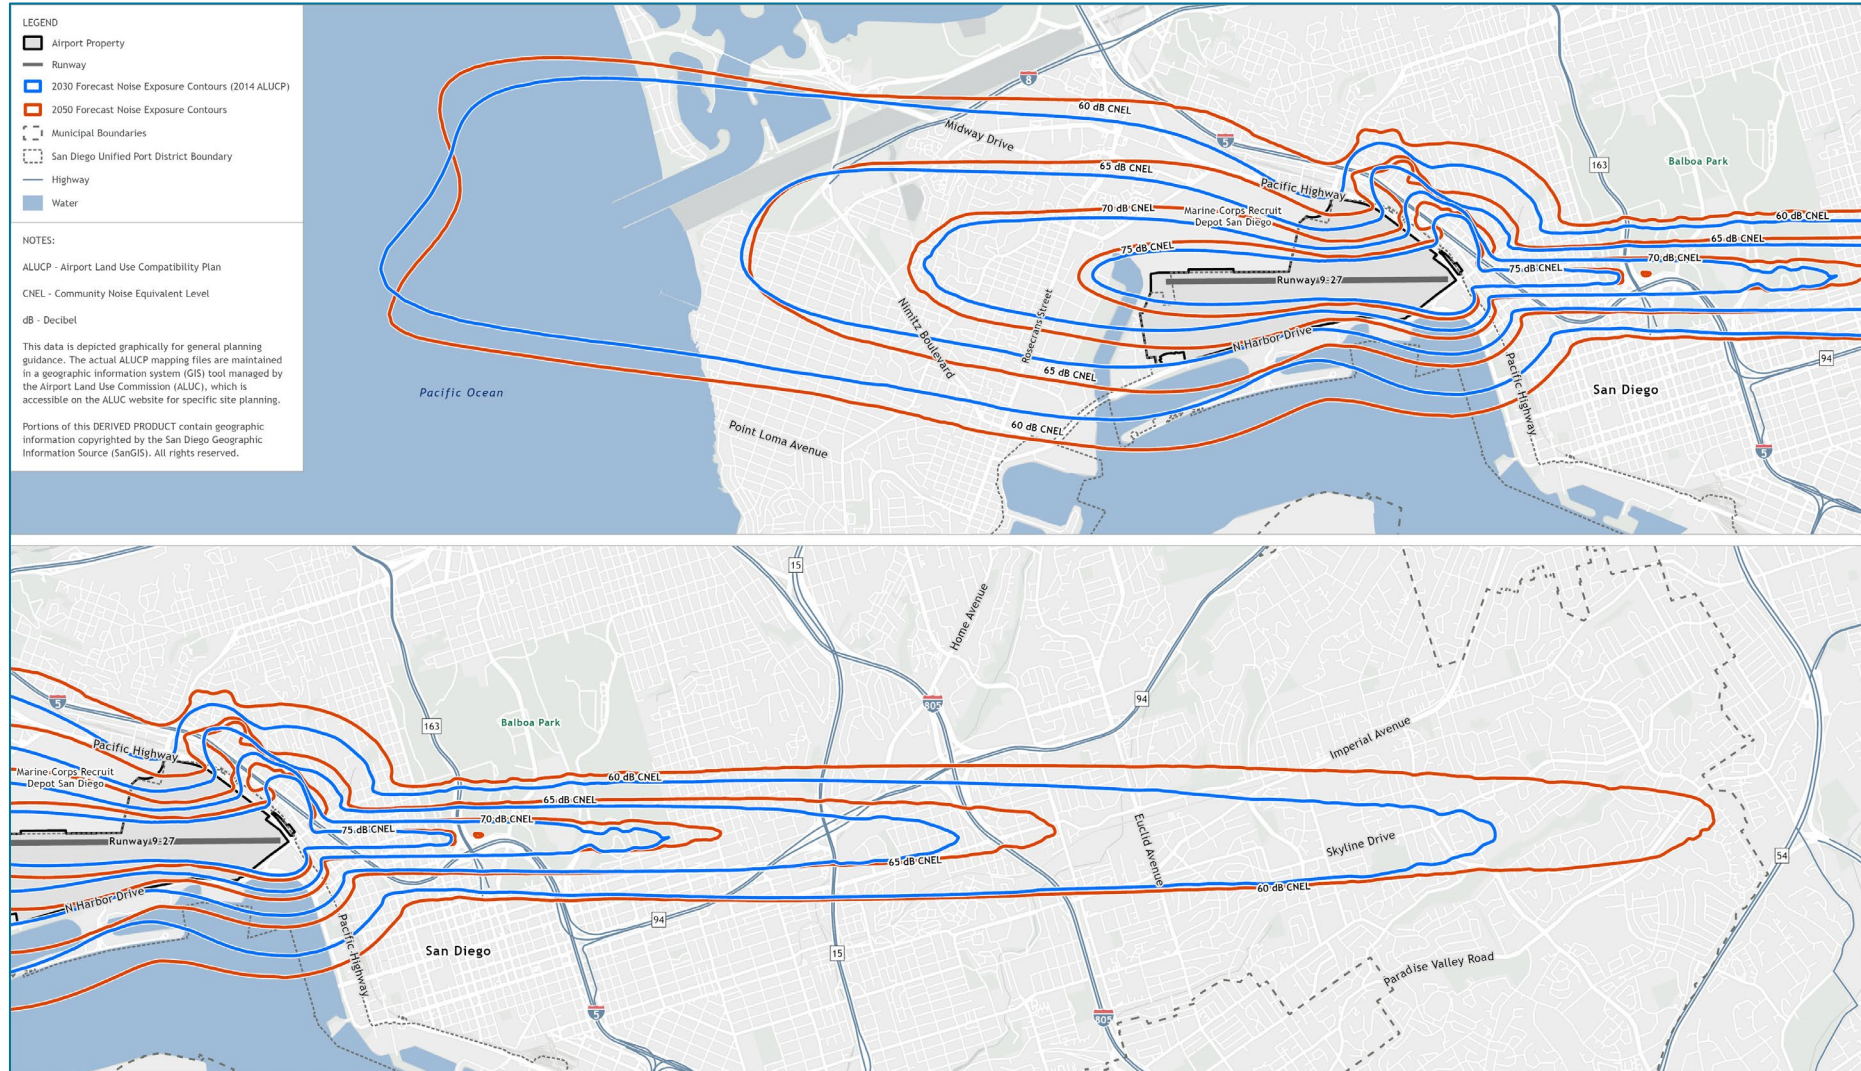 LEGEND
Airport Property
Runway
2030 Forecast Noise Exposure Contours (2014 ALUCP)
2050 Forecast Noise Exposure Contours
Municipal Boundaries
San Diego Unified Port District Boundary
Highway
Water
NOTES:
ALUCP - Airport Land Use Compatibility Plan
CNEL - Community Noise Equivalent Level
dB - Decibel
This data is depicted graphically for general planning
guidance. The actual ALUCP mapping files are maintained
in a geographic information system (GIS) tool managed by
the Airport Land Use Commission (ALUC), which is
accessible on the ALUC website for specific site planning.
Portions of this DERIVED PRODUCT contain geographic
information copyrighted by the San Diego Geographic
Information Source (SanGIS). All rights reserved.
8
60 dB CNEL
Midway Drive
5
163
Balboa Park
65 dB CNEL
Pacific Highway
70 dB CNEL
Marine Corps Recruit
Depot San Diego
60 dB CNEL
65 dB CNEL
75 dB CNEL
70 dB CNEL
75 dB CNEL
Runway 9-27
Nimitz Boulevard
Rosecrans Street
N Harbor Drive
65 dB CNEL
Pacific Highway
94
San Diego
Pacific Ocean
60 dB CNEL
Point Loma Avenue
5
15
Home Avenue
5
163
Balboa Park
805
94
Imperial Avenue
Pacific Highway
Marine Corps Recruit
Depot San Diego
60 dB CNEL
65 dB CNEL
70 dB CNEL
75 dB CNEL
Runway 9-27
65 dB CNEL
Euclid Avenue
Skyline Drive
54
60 dB CNEL
N Harbor Drive
94
Pacific Highway
San Diego
15
Paradise Valley Road
5
805